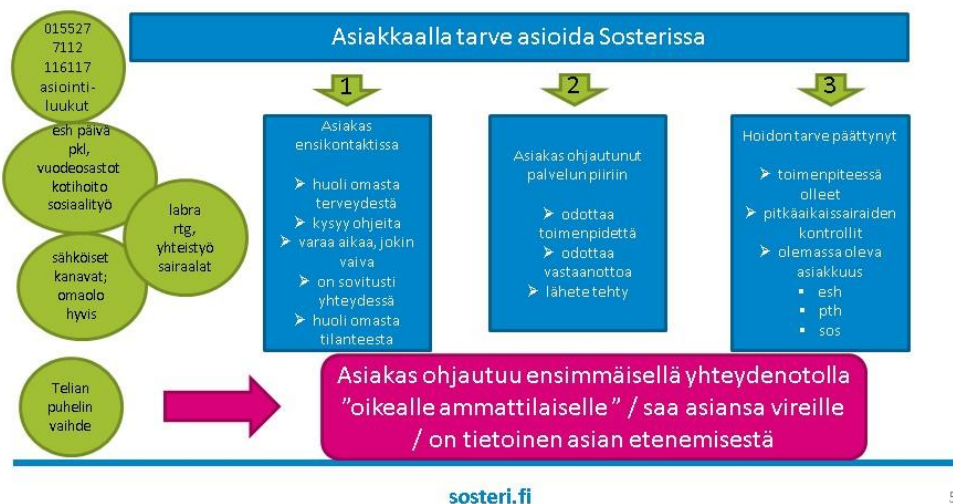 015527
7112
116117
asiointi-
luukut
Asiakkaalla tarve asioida Sosterissa
esh päivä
pkl,
vuodeosastot
kotihoito
sosiaalityö
labra
rtg,
yhteistyö
sairaalat
sähköiset
kanavat;
omaolo
hyvis
Telian
puhelin
vaihde
1
Asiakas
ensikontaktissa
➢ huoli omasta
terveydestä
➢ kysyy ohjeita
➢ varaa aikaa, jokin
vaiva
➢ on sovitusti
yhteydessä
➢ huoli omasta
tilanteesta
2
Asiakas ohjautunut
palvelun piiriin
➢ odottaa
toimenpidettä
➢ odottaa
vastaanottoa
➢ lähete tehty
3
Hoidon tarve päättynyt
➢ toimenpiteessä
olleet
➢ pitkäaikaissairaiden
kontrollit
➢ olemassa oleva
asiakkuus
▪ esh
▪ pth
▪ sos
Asiakas ohjautuu ensimmäisellä yhteydenotolla
”oikealle ammattilaiselle ” / saa asiansa vireille
/ on tietoinen asian etenemisestä
sosteri.fi
5